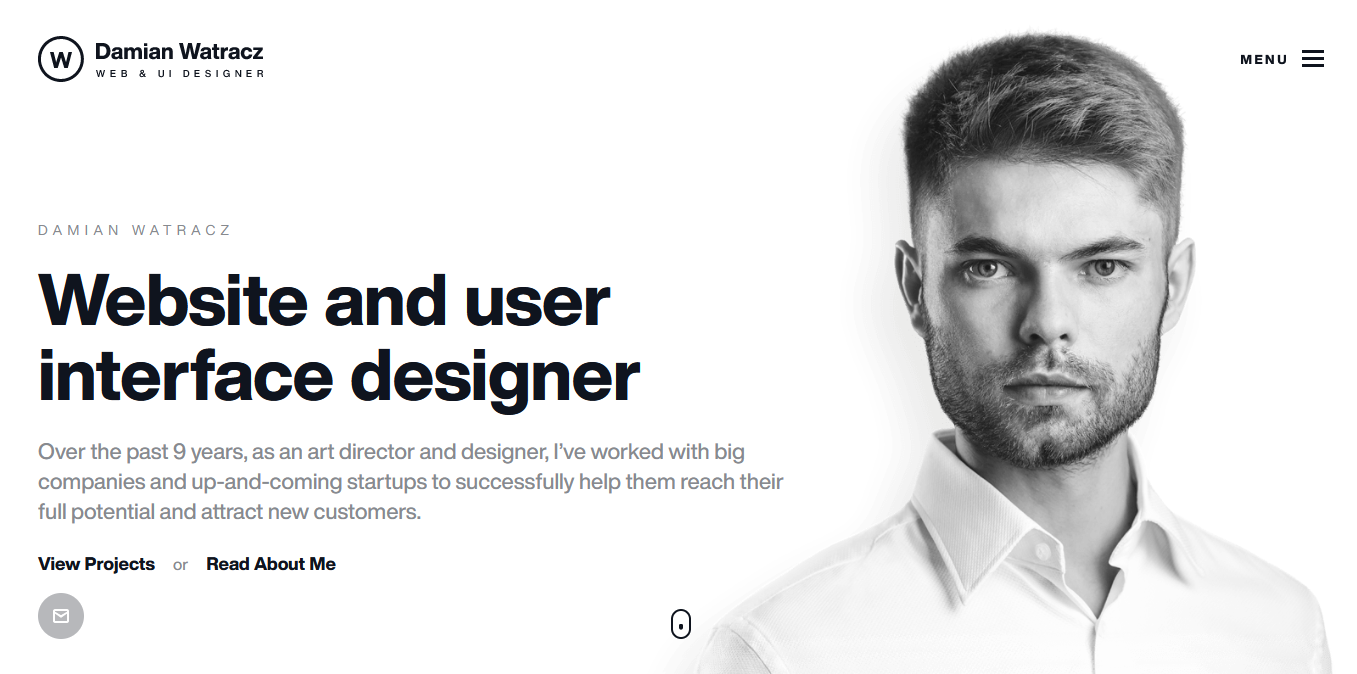 W
Damian Watracz
WEB & UI DESIGNER
MENU
DAMIAN WATRACZ
Website and user
interface designer
Over the past 9 years, as an art director and designer, I’ve worked with big
companies and up-and-coming startups to successfully help them reach their
full potential and attract new customers.
View Projects or Read About Me